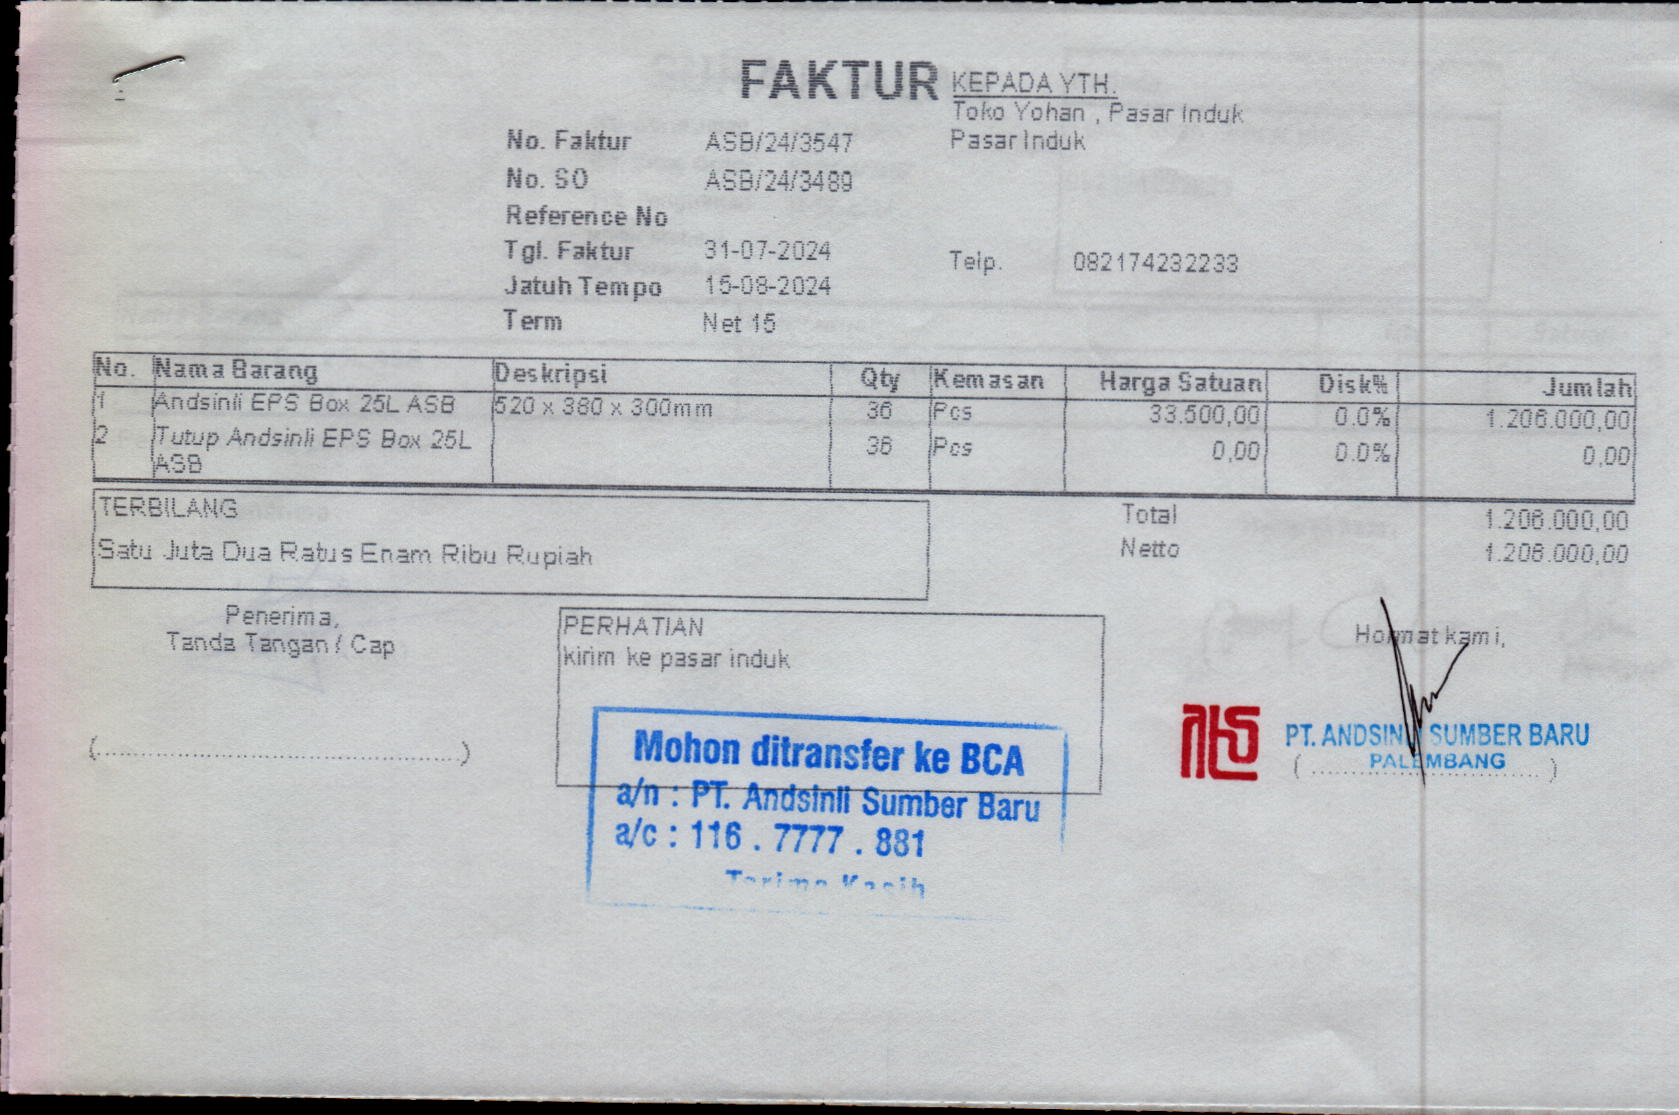 FAKTUR
KEPADA YTH.
Toko Yohan , Pasar Induk
Pasar Induk
No. Faktur ASB/24/3547
No. SO ASB/24/3489
Reference No
Tgl. Faktur 31-07-2024
Telp. 082174232233
Jatuh Tempo 15-08-2024
Term Net 15
No. Nama Barang Deskripsi Qty Kemasan Harga Satuan Disk% Jumlah
1 Andsinli EPS Box 25L ASB 520 x 380 x 300mm 36 Pcs 33.500,00 0.0% 1.206.000,00
2 Tutup Andsinli EPS Box 25L 36 Pcs 0,00 0.0% 0,00
ASB
TERBILANG
Satu Juta Dua Ratus Enam Ribu Rupiah
Total 1.206.000,00
Netto 1.206.000,00
Penerima,
Tanda Tangan / Cap
(..............................................)
PERHATIAN
kirim ke pasar induk
Mohon ditransfer ke BCA
a/n : PT. Andsinli Sumber Baru
a/c : 116 . 7777 . 881
Terima Kasih
Hormat kami,
PT. ANDSINLI SUMBER BARU
PALEMBANG
(..............................)